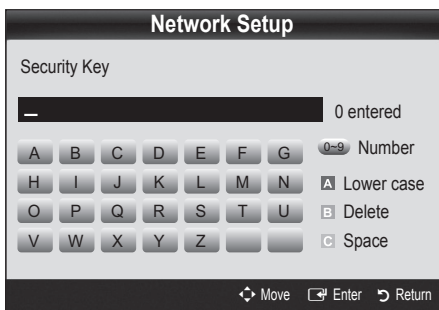 Network Setup
Security Key
_
0 entered
A B C D E F G 0~9 Number
H I J K L M N A Lower case
O P Q R S T U B Delete
V W X Y Z C Space
Move Enter Return